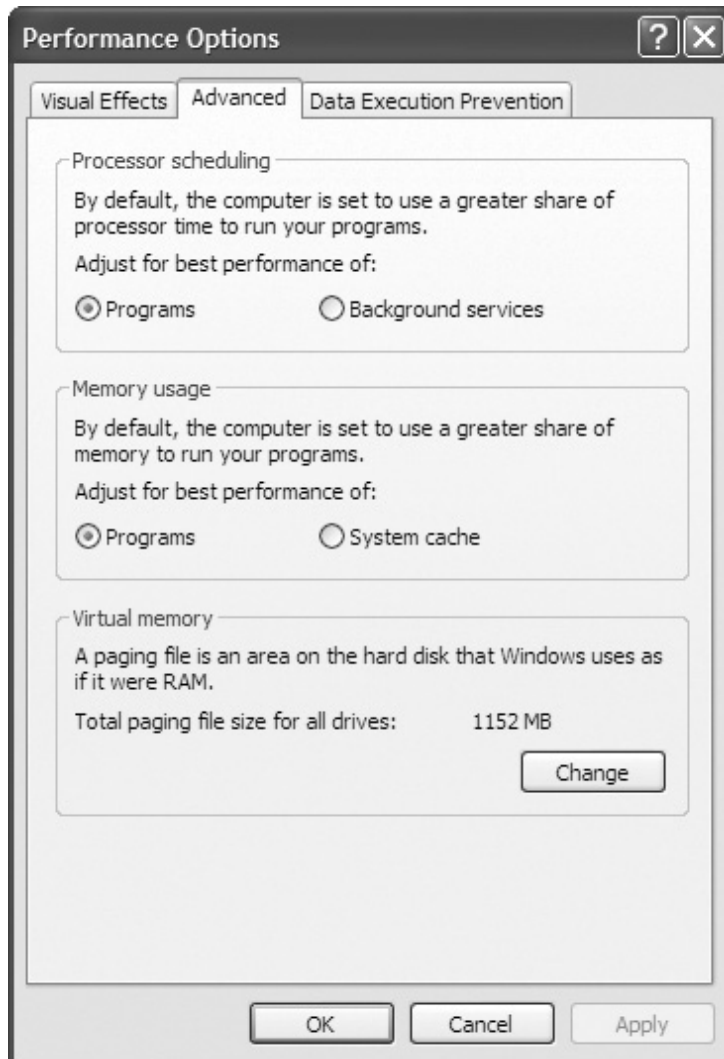 Performance Options
Visual Effects Advanced Data Execution Prevention
Processor scheduling
By default, the computer is set to use a greater share of
processor time to run your programs.
Adjust for best performance of:
Programs Background services
Memory usage
By default, the computer is set to use a greater share of
memory to run your programs.
Adjust for best performance of:
Programs System cache
Virtual memory
A paging file is an area on the hard disk that Windows uses as
if it were RAM.
Total paging file size for all drives: 1152 MB
Change
OK Cancel Apply